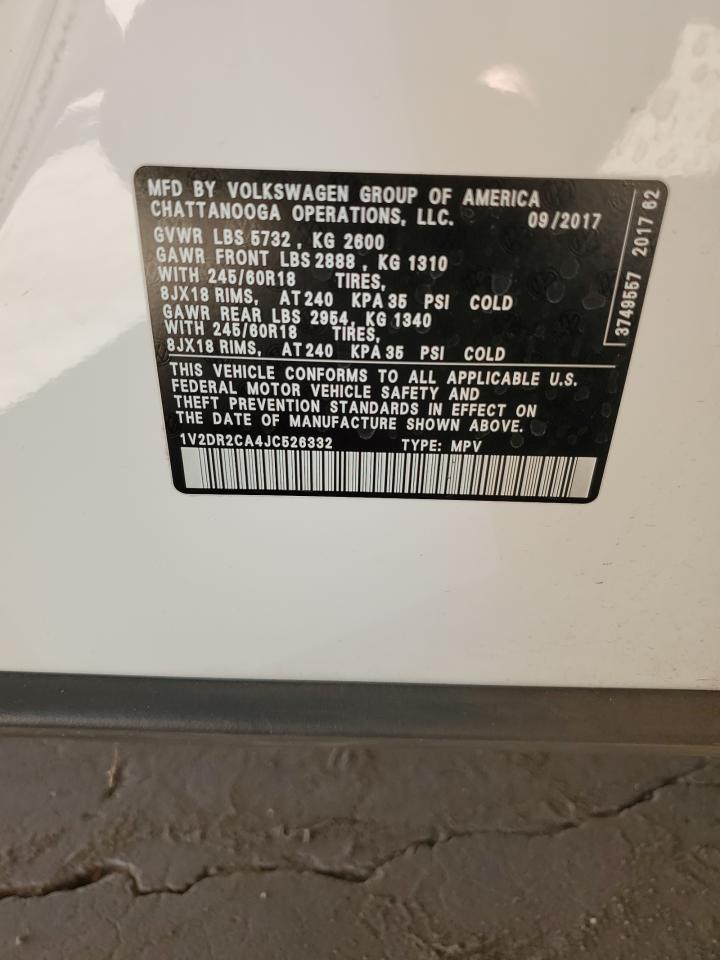 MFD BY VOLKSWAGEN GROUP OF AMERICA
CHATTANOOGA OPERATIONS, LLC. 09/2017
GVWR LBS 5732 , KG 2600
GAWR FRONT LBS 2888 , KG 1310
WITH 245/60R18 TIRES,
8JX18 RIMS, AT 240 KPA 35 PSI COLD
GAWR REAR LBS 2954, KG 1340
WITH 245/60R18 TIRES,
8JX18 RIMS, AT 240 KPA 35 PSI COLD
THIS VEHICLE CONFORMS TO ALL APPLICABLE U.S.
FEDERAL MOTOR VEHICLE SAFETY AND
THEFT PREVENTION STANDARDS IN EFFECT ON
THE DATE OF MANUFACTURE SHOWN ABOVE.
1V2DR2CA4JC526332 TYPE: MPV
3749557 2017 62